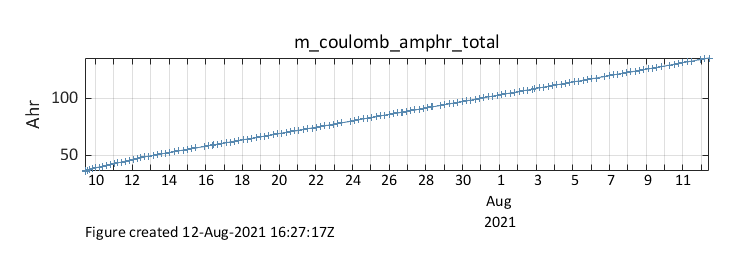 m_coulomb_amphr_total
Ahr
100
50
10 12 14 16 18 20 22 24 26 28 30 1 3 5 7 9 11
Aug
2021
Figure created 12-Aug-2021 16:27:17Z